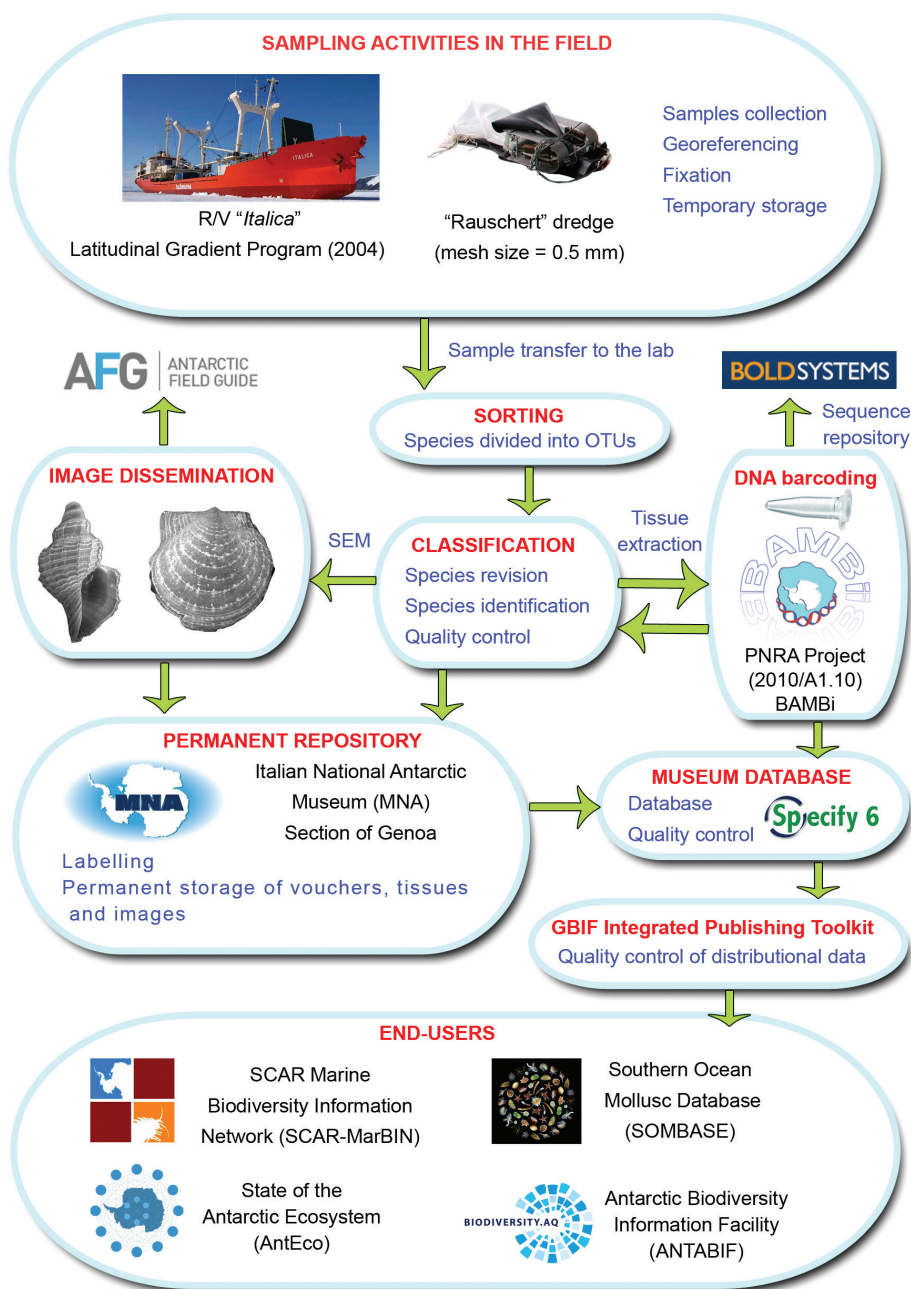 SAMPLING ACTIVITIES IN THE FIELD
ITALICA
R/V “Italica”
Latitudinal Gradient Program (2004)
“Rauschert” dredge
(mesh size = 0.5 mm)
Samples collection
Georeferencing
Fixation
Temporary storage
Sample transfer to the lab
AFG
ANTARCTIC
FIELD GUIDE
BOLDSYSTEMS
Sequence
repository
SORTING
Species divided into OTUs
IMAGE DISSEMINATION
SEM
CLASSIFICATION
Species revision
Species identification
Quality control
Tissue
extraction
DNA barcoding
BAMBi
PNRA Project
(2010/A1.10)
BAMBi
PERMANENT REPOSITORY
MNA
Italian National Antarctic
Museum (MNA)
Section of Genoa
Labelling
Permanent storage of vouchers, tissues
and images
MUSEUM DATABASE
Database
Quality control
Specify 6
GBIF Integrated Publishing Toolkit
Quality control of distributional data
END-USERS
SCAR Marine
Biodiversity Information
Network (SCAR-MarBIN)
Southern Ocean
Mollusc Database
(SOMBASE)
State of the
Antarctic Ecosystem
(AntEco)
BIODIVERSITY.AQ
Antarctic Biodiversity
Information Facility
(ANTABIF)